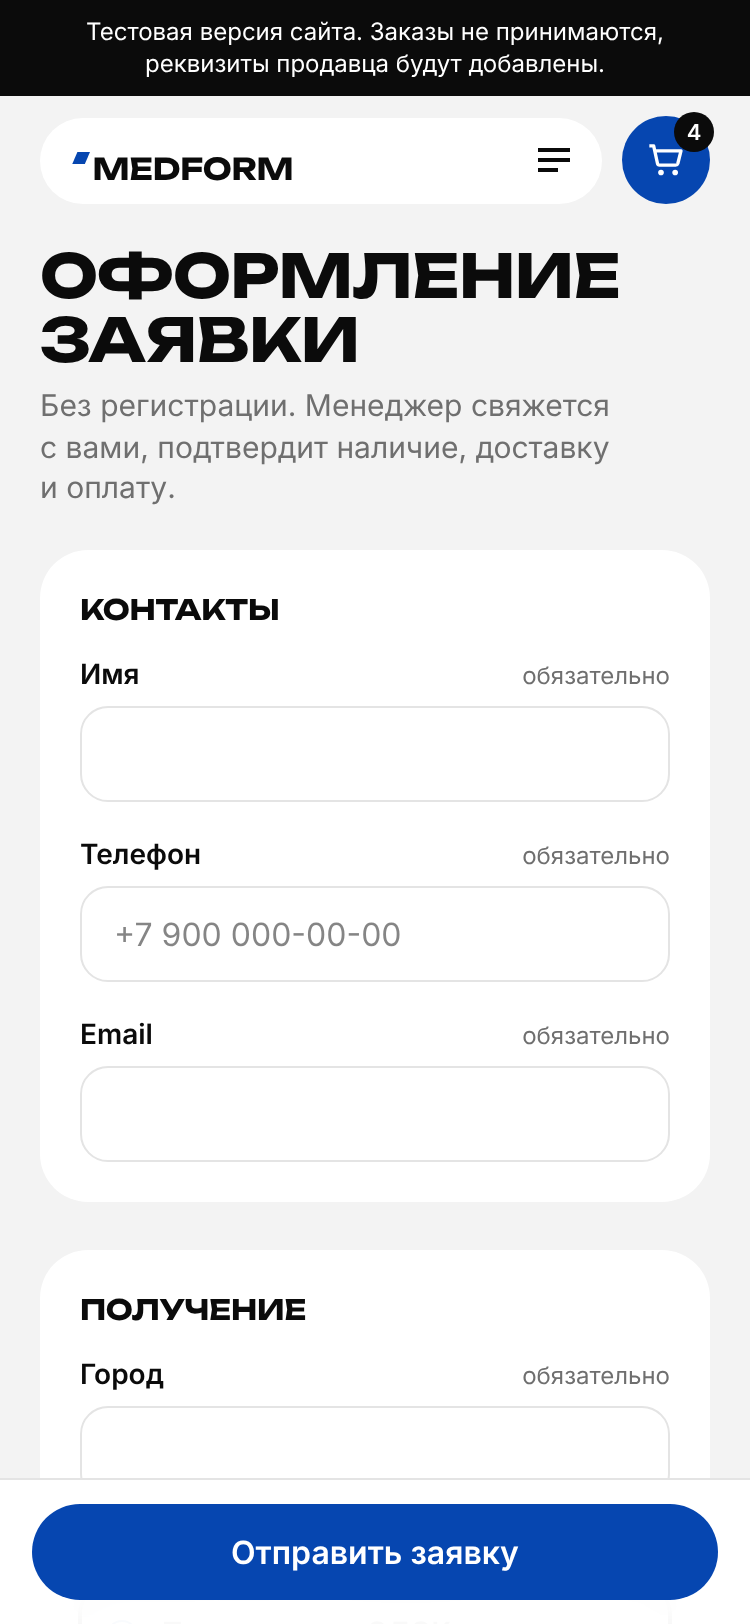 Тестовая версия сайта. Заказы не принимаются,
реквизиты продавца будут добавлены.
MEDFORM
4
ОФОРМЛЕНИЕ
ЗАЯВКИ
Без регистрации. Менеджер свяжется
с вами, подтвердит наличие, доставку
и оплату.
КОНТАКТЫ
Имя обязательно
Телефон обязательно
+7 900 000-00-00
Email обязательно
ПОЛУЧЕНИЕ
Город обязательно
Отправить заявку